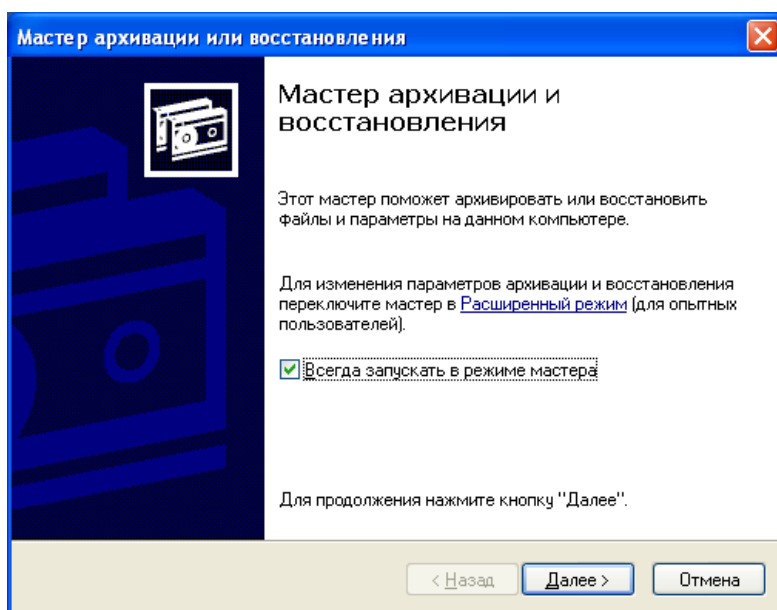 Мастер архивации или восстановления
Мастер архивации и
восстановления
Этот мастер поможет архивировать или восстановить
файлы и параметры на данном компьютере.
Для изменения параметров архивации и восстановления
переключите мастер в Расширенный режим (для опытных
пользователей).
Всегда запускать в режиме мастера
Для продолжения нажмите кнопку "Далее".
< Назад Далее > Отмена